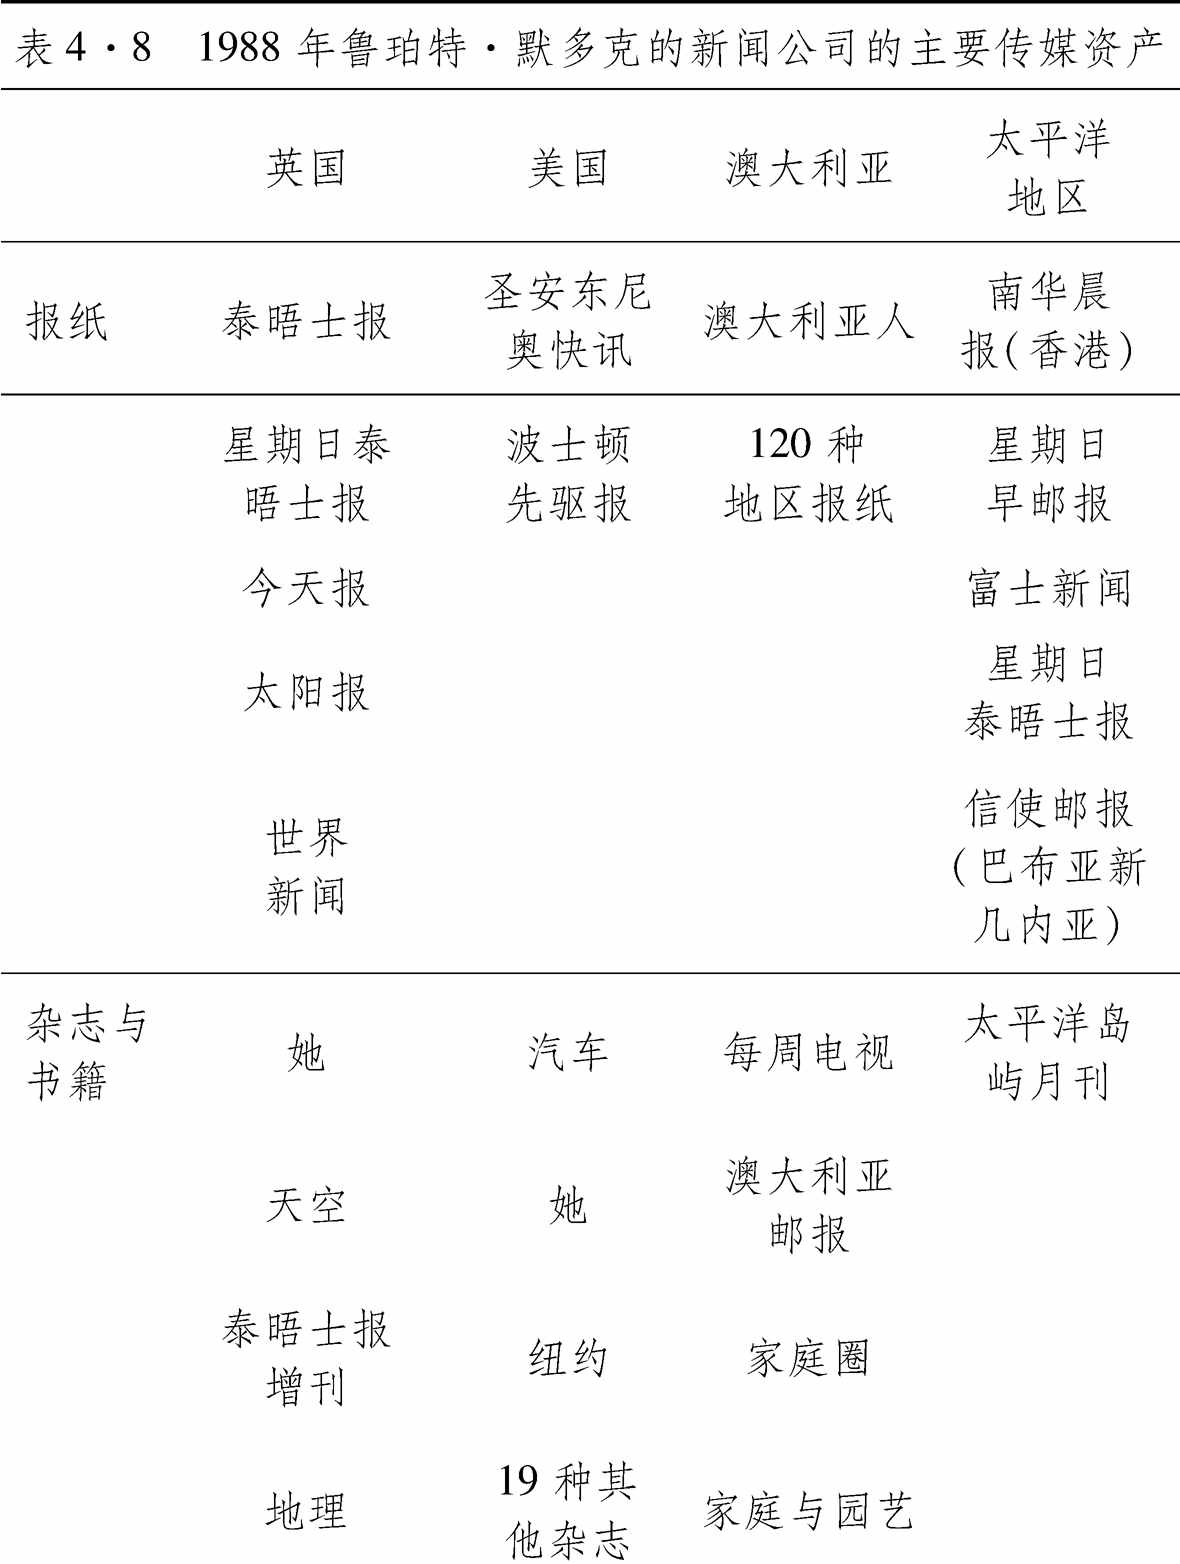 表4·8 1988年鲁珀特·默多克的新闻公司的主要传媒资产
英国 美国 澳大利亚 太平洋
地区
报纸 泰晤士报 圣安东尼 澳大利亚人 南华晨
奥快讯 报(香港)
星期日泰 波士顿 120种 星期日
晤士报 先驱报 地区报纸 早邮报
今天报 富士新闻
太阳报 星期日
泰晤士报
世界 信使邮报
新闻 (巴布亚新
几内亚)
杂志与 她 汽车 每周电视 太平洋岛
书籍 屿月刊
天空 她 澳大利亚
邮报
泰晤士报 纽约 家庭圈
增刊
地理 19种其 家庭与园艺
他杂志